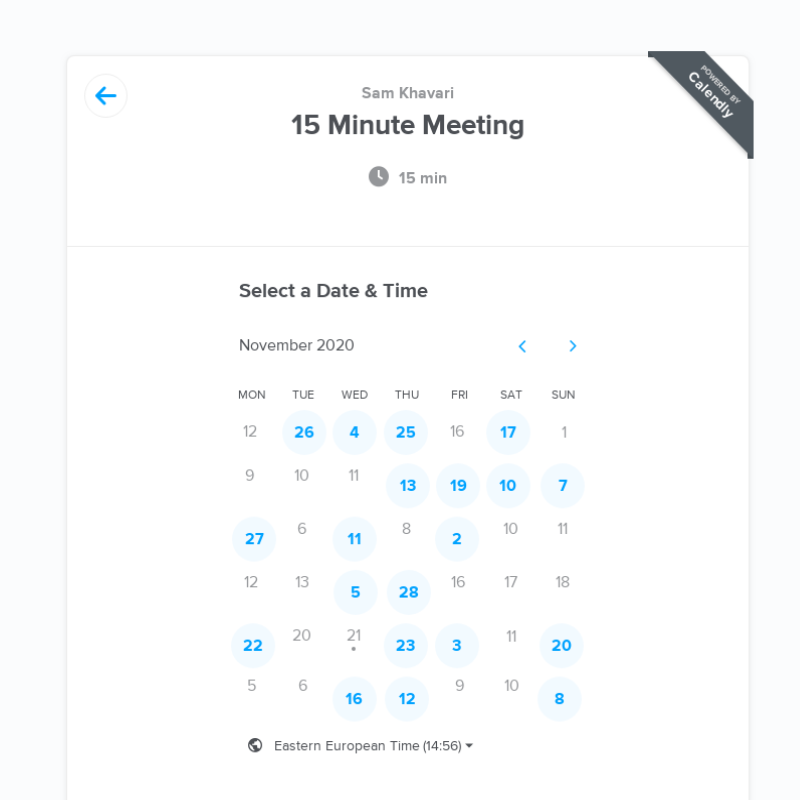 Sam Khavari
POWERED BY
Calendly
15 Minute Meeting
15 min
Select a Date & Time
November 2020
MON TUE WED THU FRI SAT SUN
12 26 4 25 16 17 1
9 10 11 13 19 10 7
27 6 11 8 2 10 11
12 13 5 28 16 17 18
22 20 21 23 3 11 20
5 6 16 12 9 10 8
Eastern European Time (14:56)